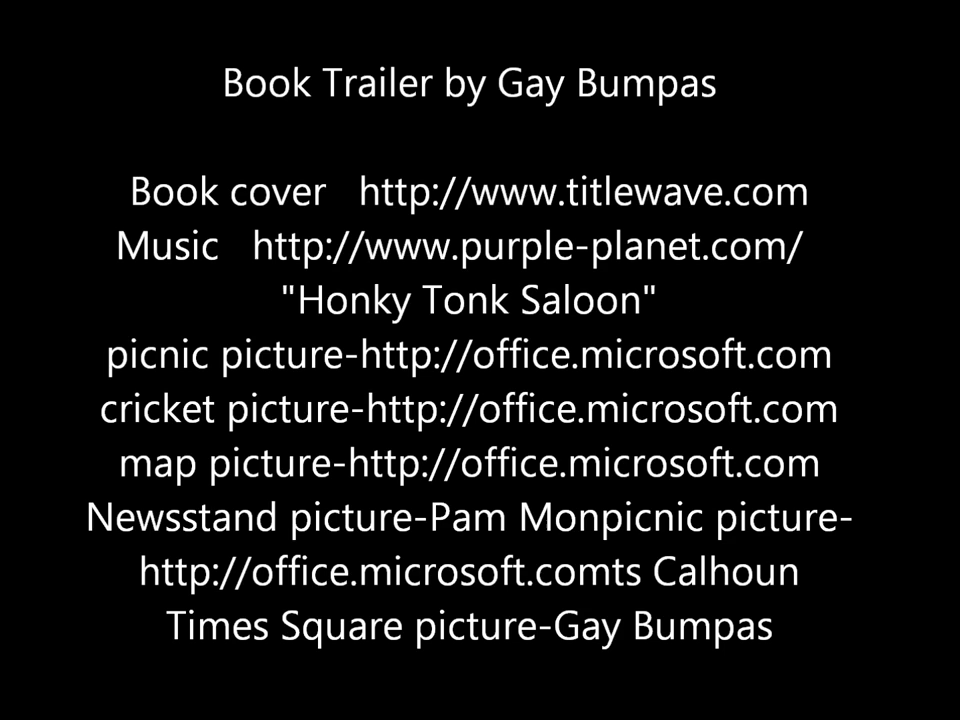 Book Trailer by Gay Bumpas
Book cover   http://www.titlewave.com
Music   http://www.purple-planet.com/
"Honky Tonk Saloon"
picnic picture-http://office.microsoft.com
cricket picture-http://office.microsoft.com
map picture-http://office.microsoft.com
Newsstand picture-Pam Monpicnic picture-
http://office.microsoft.comts Calhoun
Times Square picture-Gay Bumpas